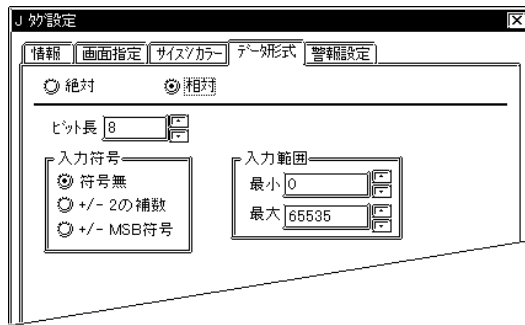 J ﾀｸﾞ設定
情報 画面指定 ｻｲｽﾞ/ｶﾗｰ ﾃﾞｰﾀ形式 警報設定
絶対 相対
ﾋﾞｯﾄ長 8
入力符号 入力範囲
符号無 最小 0
+/- 2の補数 最大 65535
+/- MSB符号